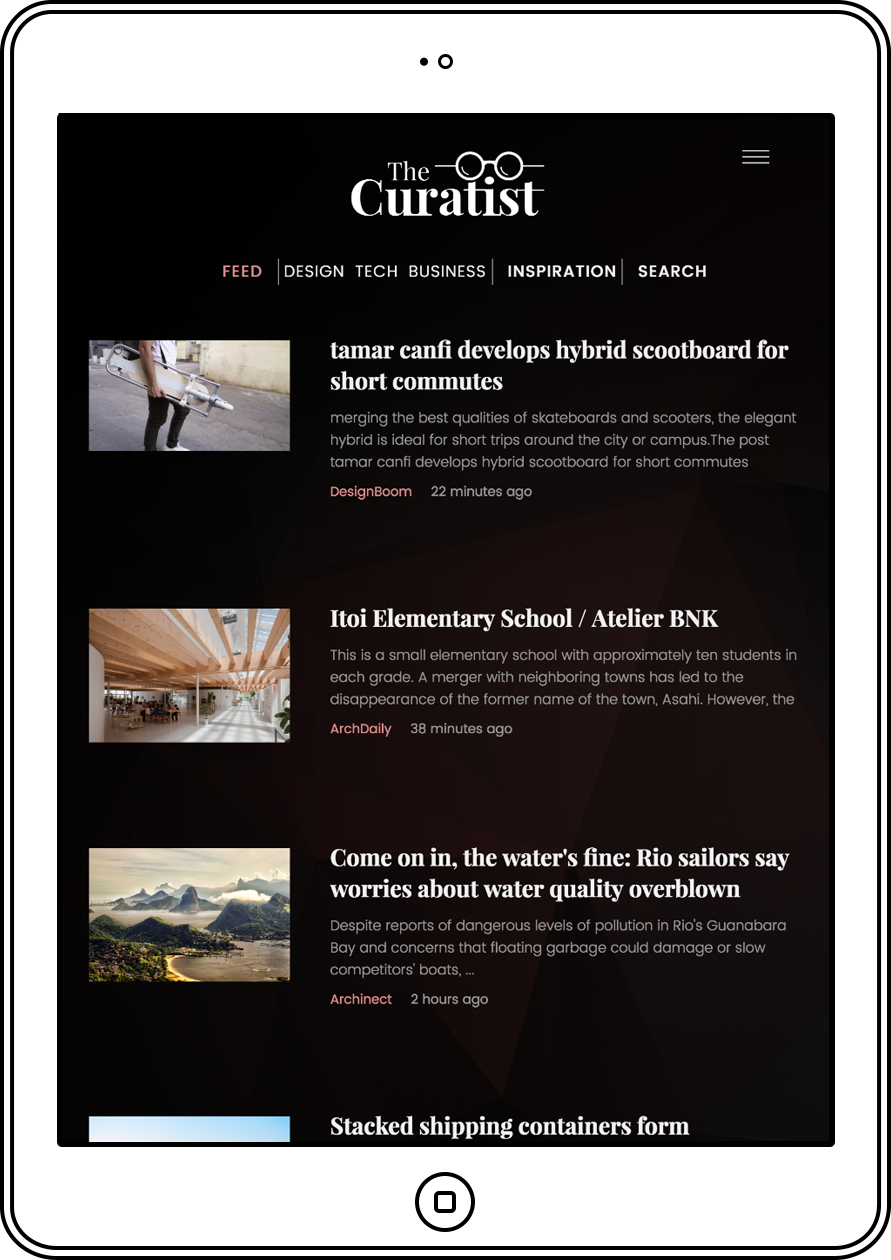 The
Curatist
FEED DESIGN TECH BUSINESS INSPIRATION SEARCH
tamar canfi develops hybrid scootboard for
short commutes
merging the best qualities of skateboards and scooters, the elegant
hybrid is ideal for short trips around the city or campus.The post
tamar canfi develops hybrid scootboard for short commutes
DesignBoom 22 minutes ago
Itoi Elementary School / Atelier BNK
This is a small elementary school with approximately ten students in
each grade. A merger with neighboring towns has led to the
disappearance of the former name of the town, Asahi. However, the
ArchDaily 38 minutes ago
Come on in, the water's fine: Rio sailors say
worries about water quality overblown
Despite reports of dangerous levels of pollution in Rio's Guanabara
Bay and concerns that floating garbage could damage or slow
competitors' boats, ...
Archinect 2 hours ago
Stacked shipping containers form